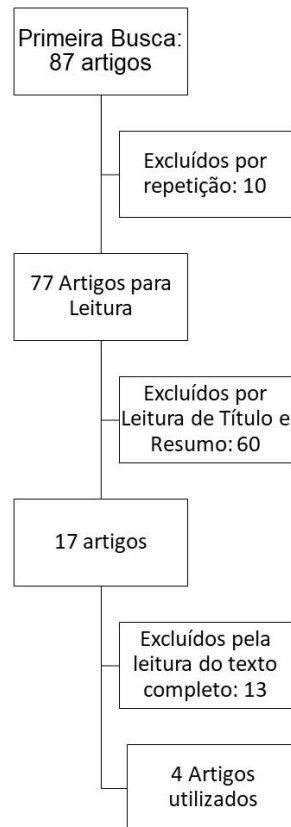 Primeira Busca:
87 artigos
Excluídos por
repetição: 10
77 Artigos para
Leitura
Excluídos por
Leitura de Título e
Resumo: 60
17 artigos
Excluídos pela
leitura do texto
completo: 13
4 Artigos
utilizados